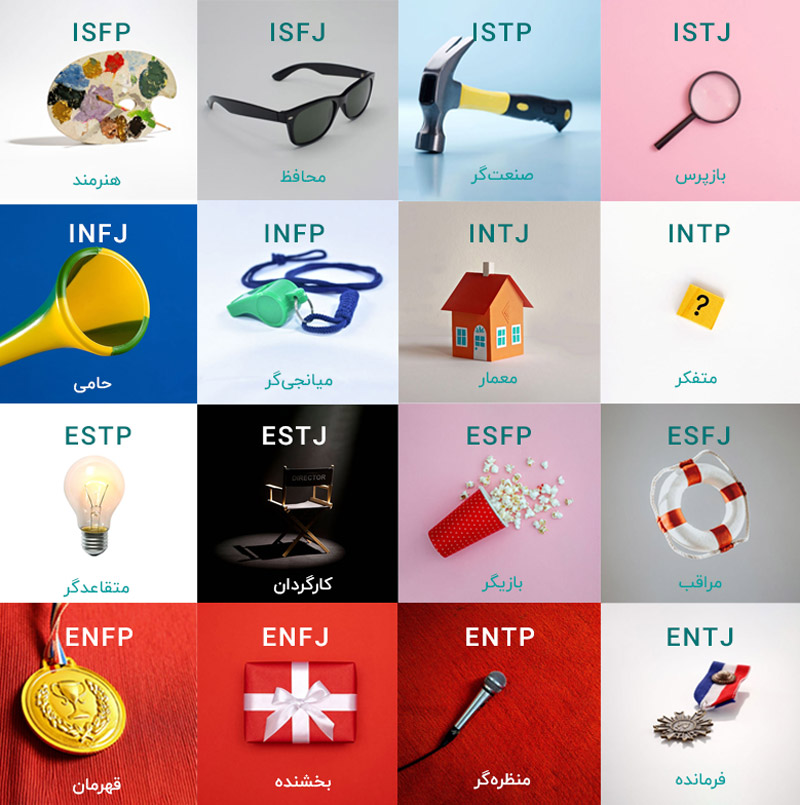 ISFP
هنرمند
ISFJ
محافظ
ISTP
صنعت‌گر
ISTJ
بازپرس
INFJ
حامی
INFP
میانجی‌گر
INTJ
معمار
INTP
?
متفکر
ESTP
متقاعدگر
ESTJ
DIRECTOR
کارگردان
ESFP
بازیگر
ESFJ
مراقب
ENFP
قهرمان
ENFJ
بخشنده
ENTP
منظره‌گر
ENTJ
فرمانده